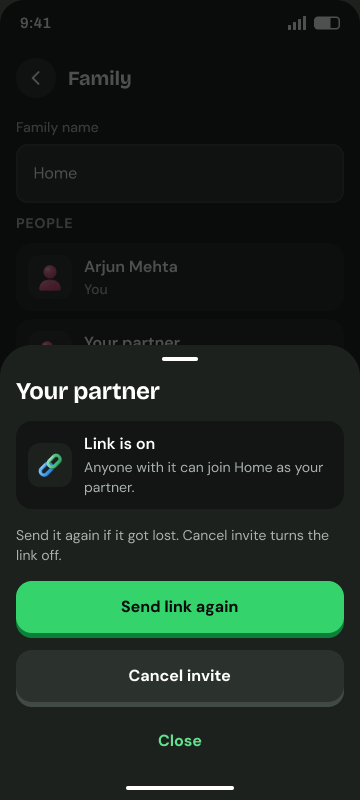 9:41
Family
Family name
Home
PEOPLE
Arjun Mehta
You
Your partner
Your partner
Link is on
Anyone with it can join Home as your
partner.
Send it again if it got lost. Cancel invite turns the
link off.
Send link again
Cancel invite
Close